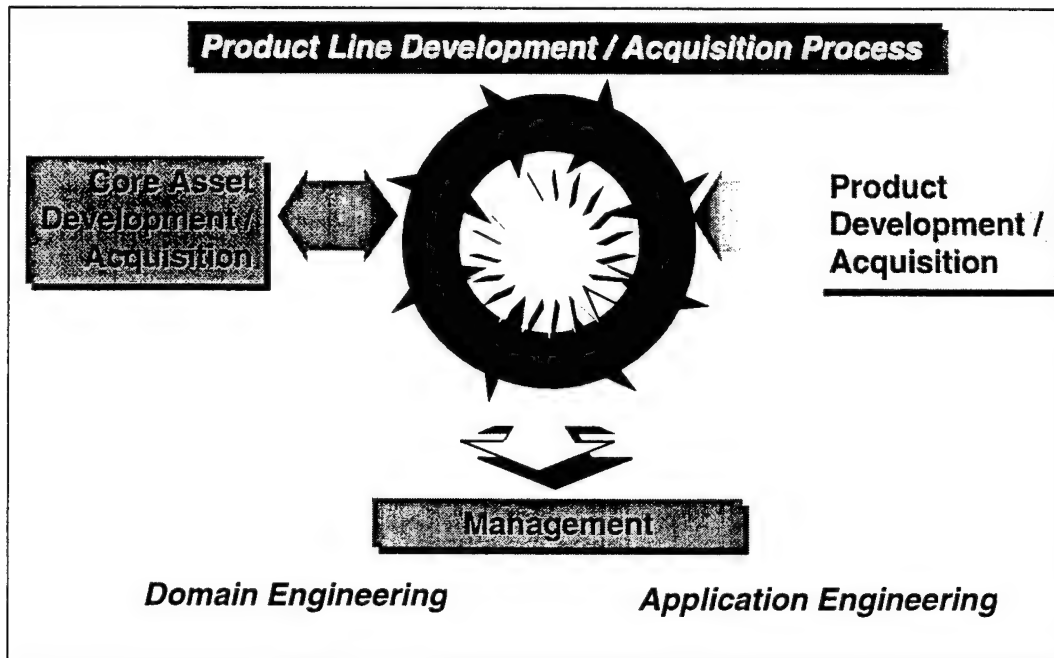 Product Line Development / Acquisition Process
Core Asset
Development /
Acquisition
Product
Development /
Acquisition
Management
Domain Engineering
Application Engineering